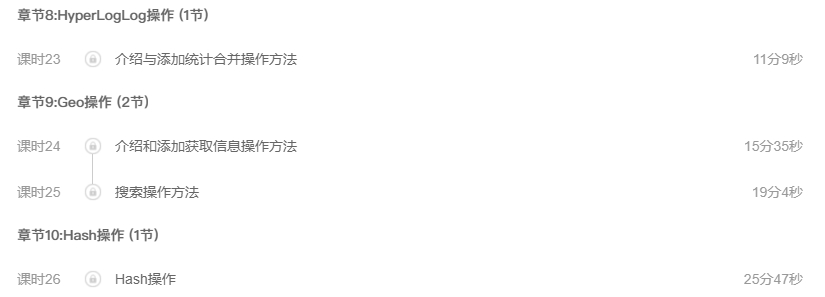 章节8:HyperLogLog操作 (1节)
课时23 介绍与添加统计合并操作方法 11分9秒
章节9:Geo操作 (2节)
课时24 介绍和添加获取信息操作方法 15分35秒
课时25 搜索操作方法 19分4秒
章节10:Hash操作 (1节)
课时26 Hash操作 25分47秒